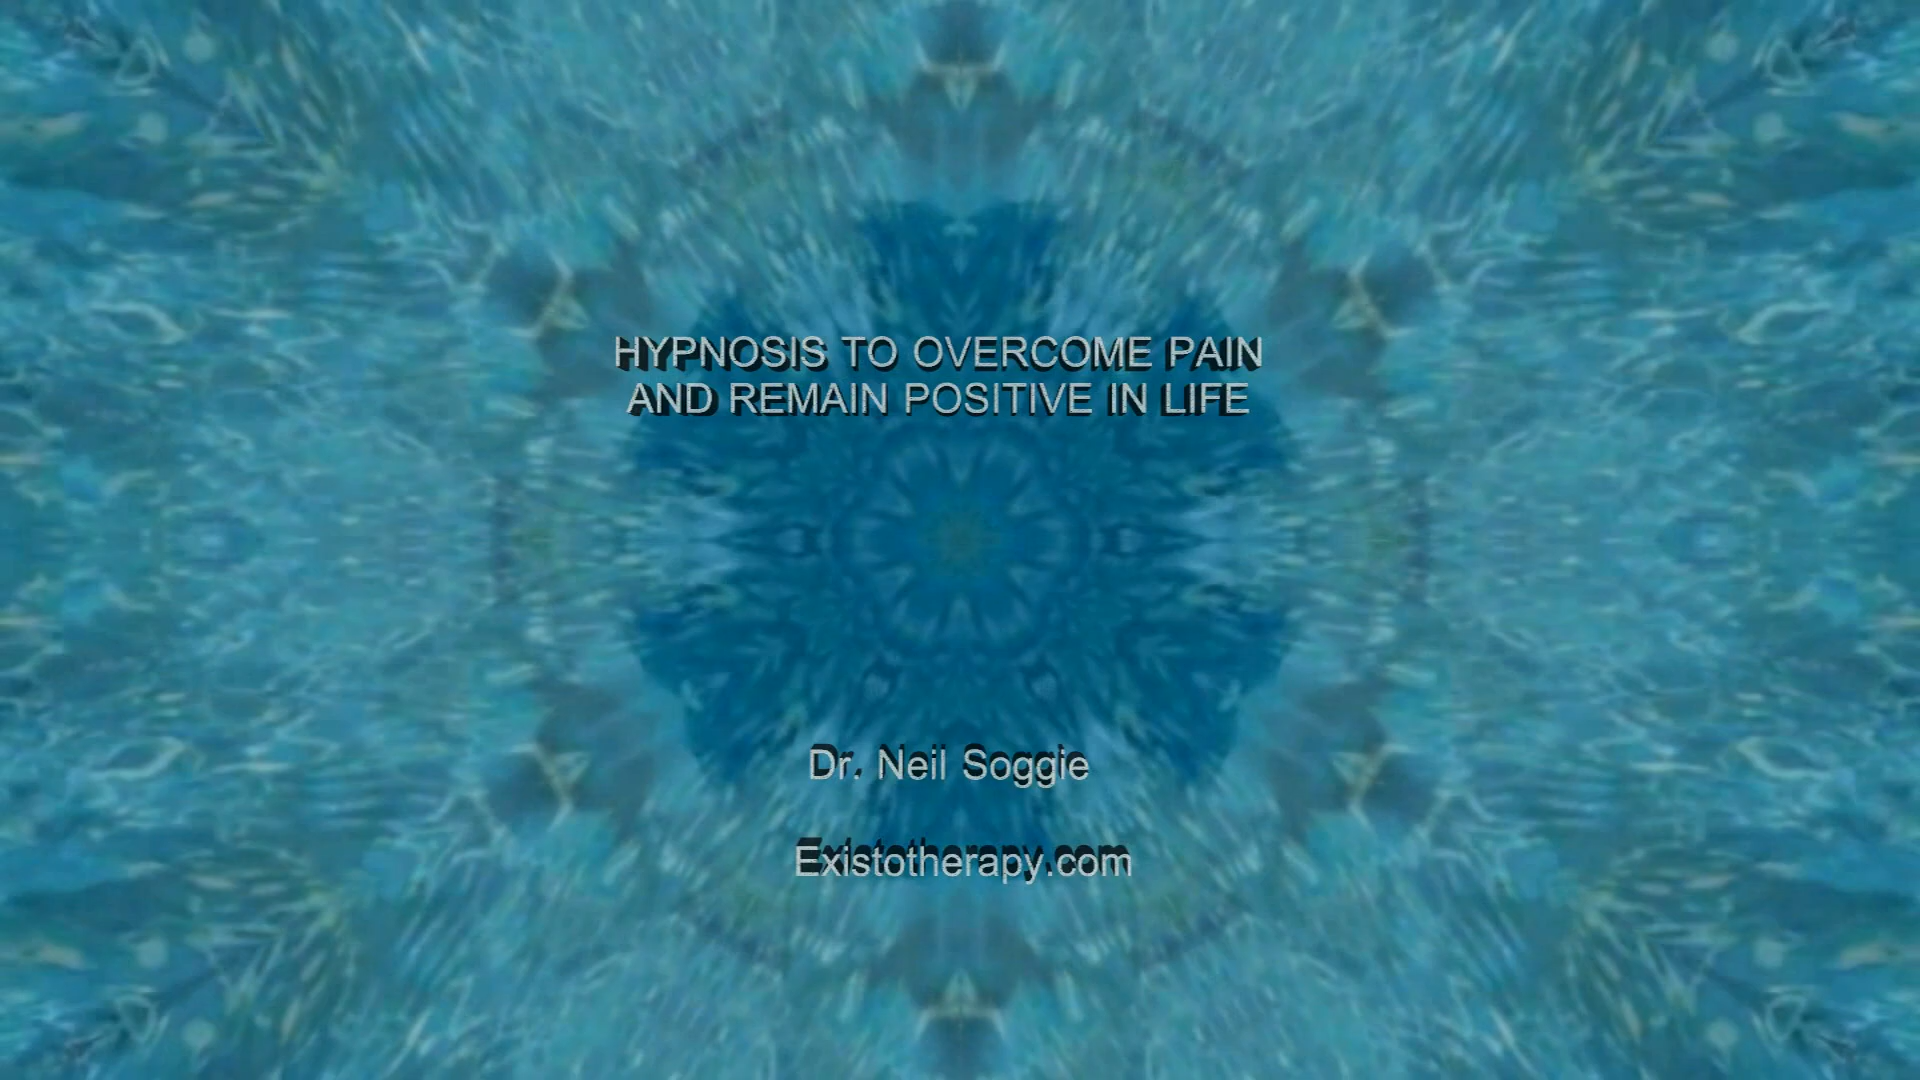 HYPNOSIS TO OVERCOME PAIN
AND REMAIN POSITIVE IN LIFE
Dr. Neil Soggie
Existotherapy.com